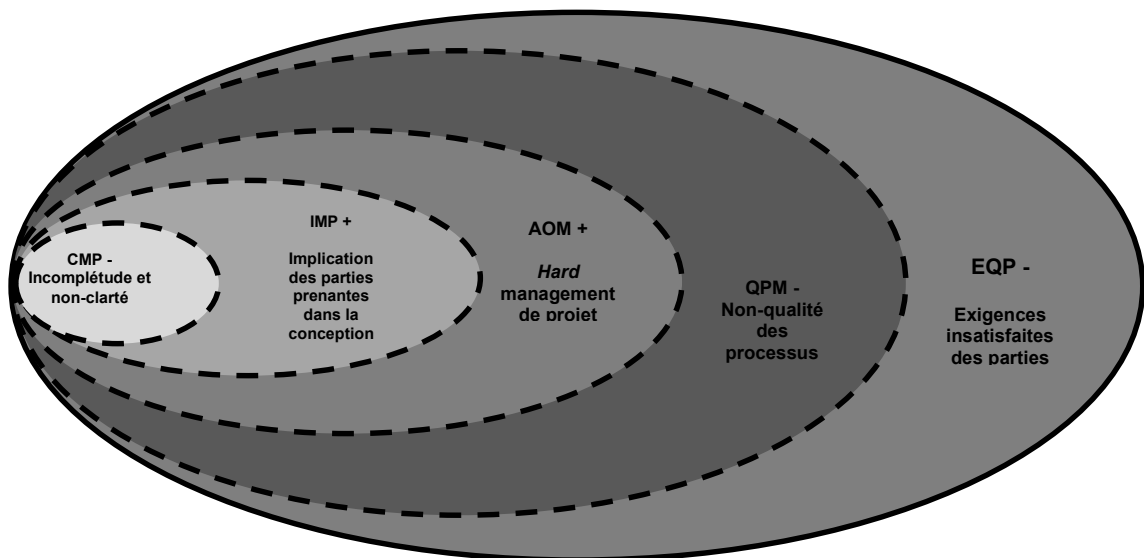 CMP -
Incomplétude et
non-clarté
IMP +
Implication
des parties
prenantes
dans la
conception
AOM +
Hard
management
de projet
QPM -
Non-qualité
des
processus
EQP -
Exigences
insatisfaites
des parties